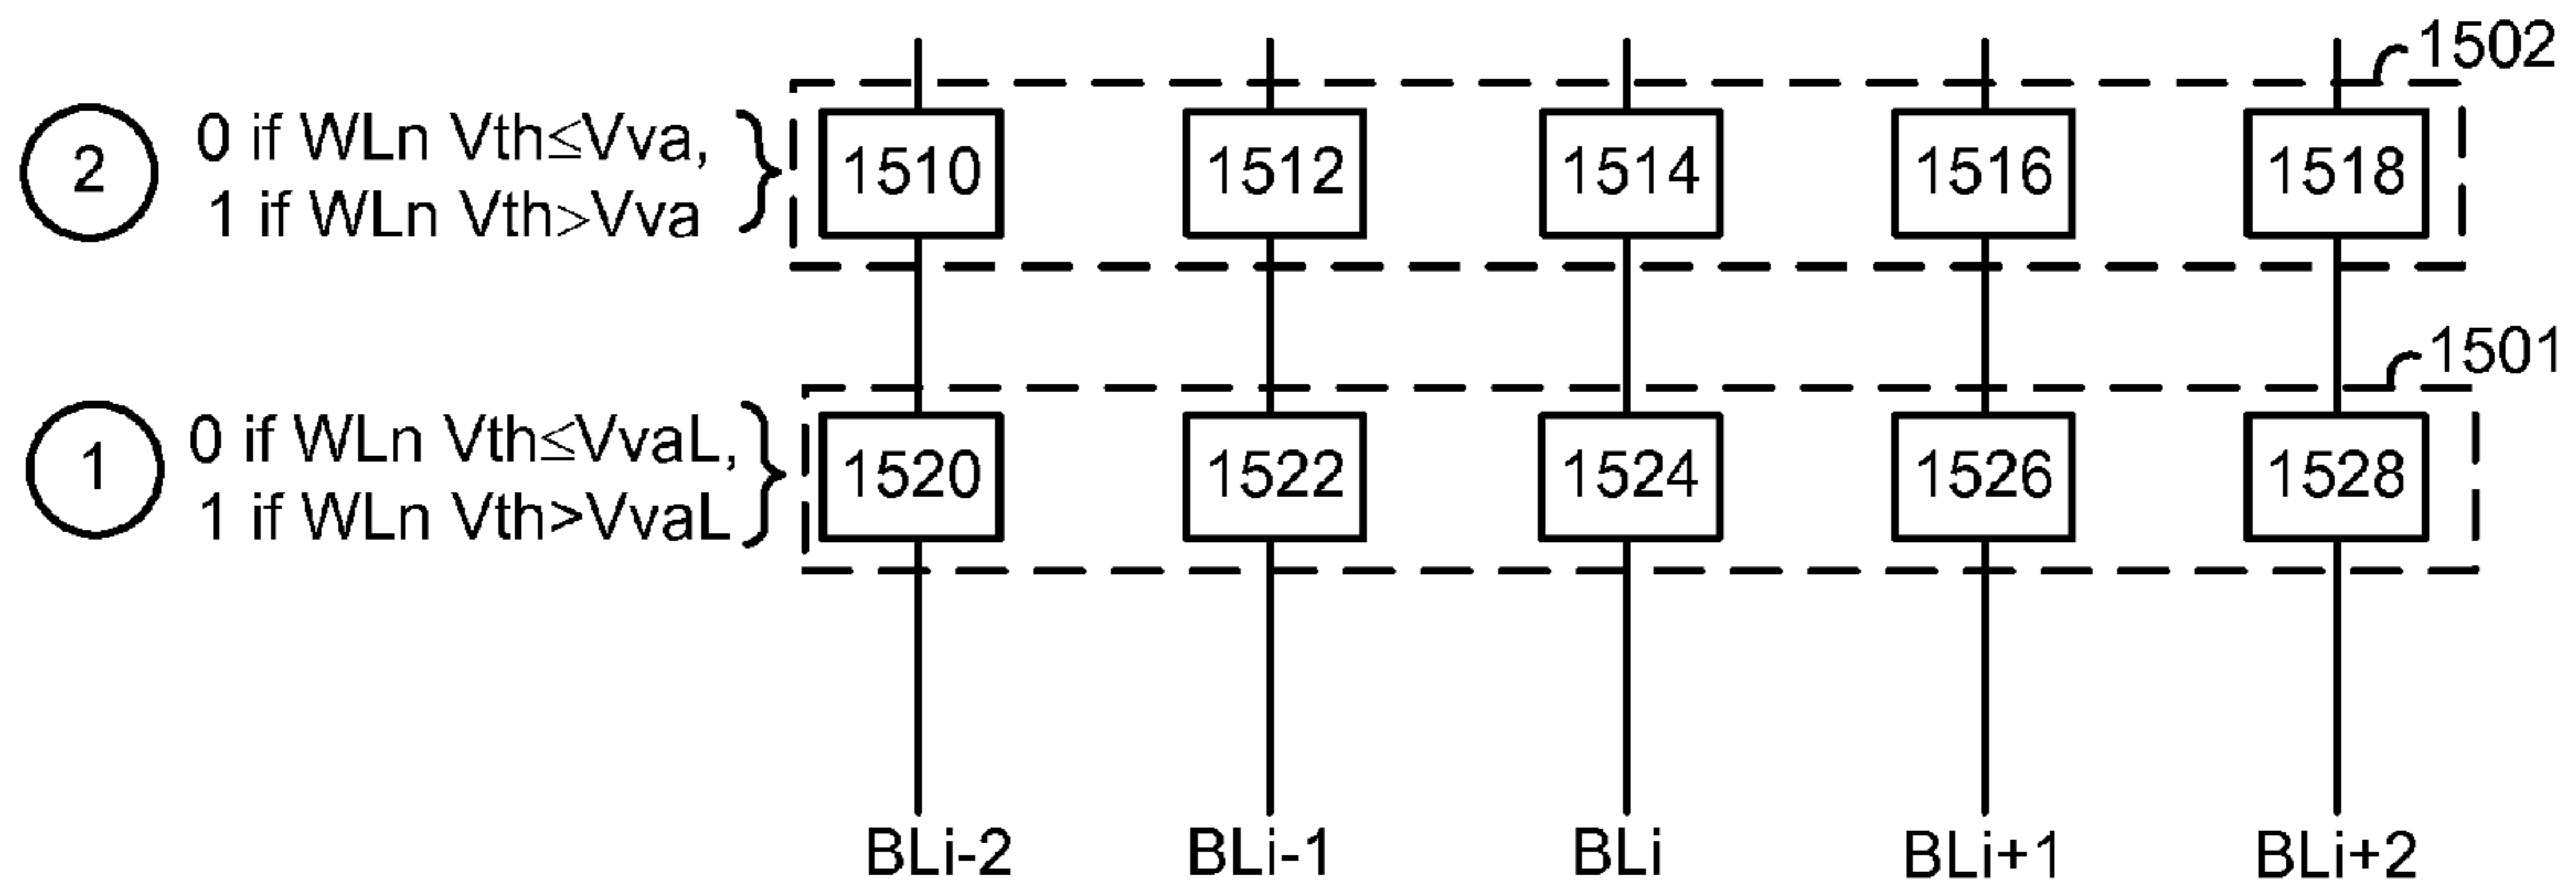 1502
2
0 if WLn Vth≤Vva,
1 if WLn Vth>Vva
1510 1512 1514 1516 1518
1501
1
0 if WLn Vth≤VvaL,
1 if WLn Vth>VvaL
1520 1522 1524 1526 1528
BLi-2 BLi-1 BLi BLi+1 BLi+2